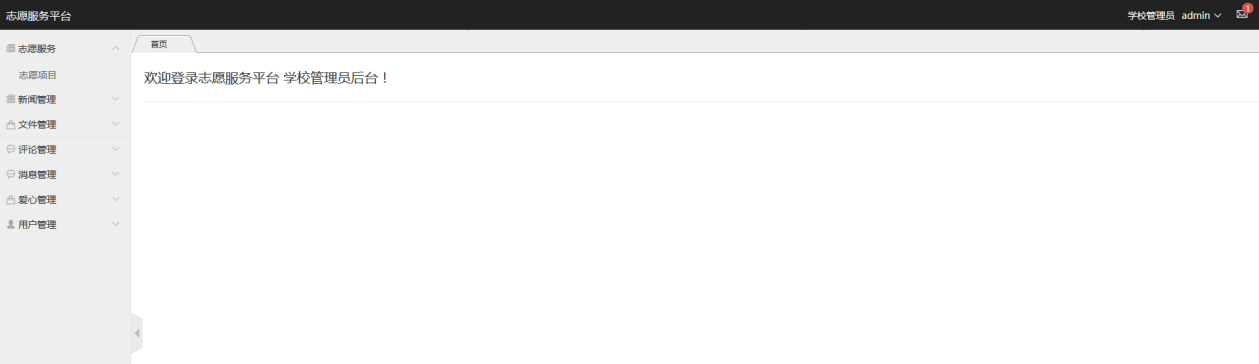 志愿服务平台
学校管理员 admin
1
志愿服务
首页
志愿项目
欢迎登录志愿服务平台 学校管理员后台！
新闻管理
文件管理
评论管理
消息管理
爱心管理
用户管理